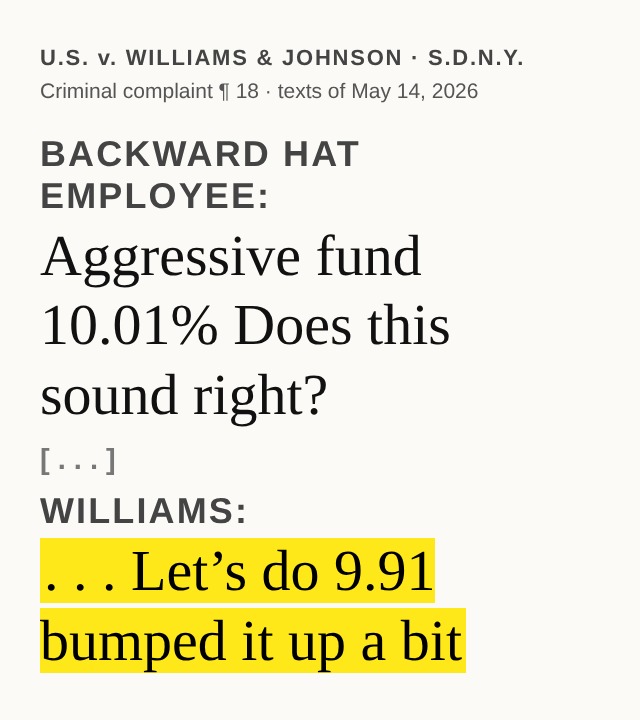 U.S. v. WILLIAMS & JOHNSON · S.D.N.Y.
Criminal complaint ¶ 18 · texts of May 14, 2026
BACKWARD HAT
EMPLOYEE:
Aggressive fund
10.01% Does this
sound right?
[...]
WILLIAMS:
. . . Let’s do 9.91
bumped it up a bit